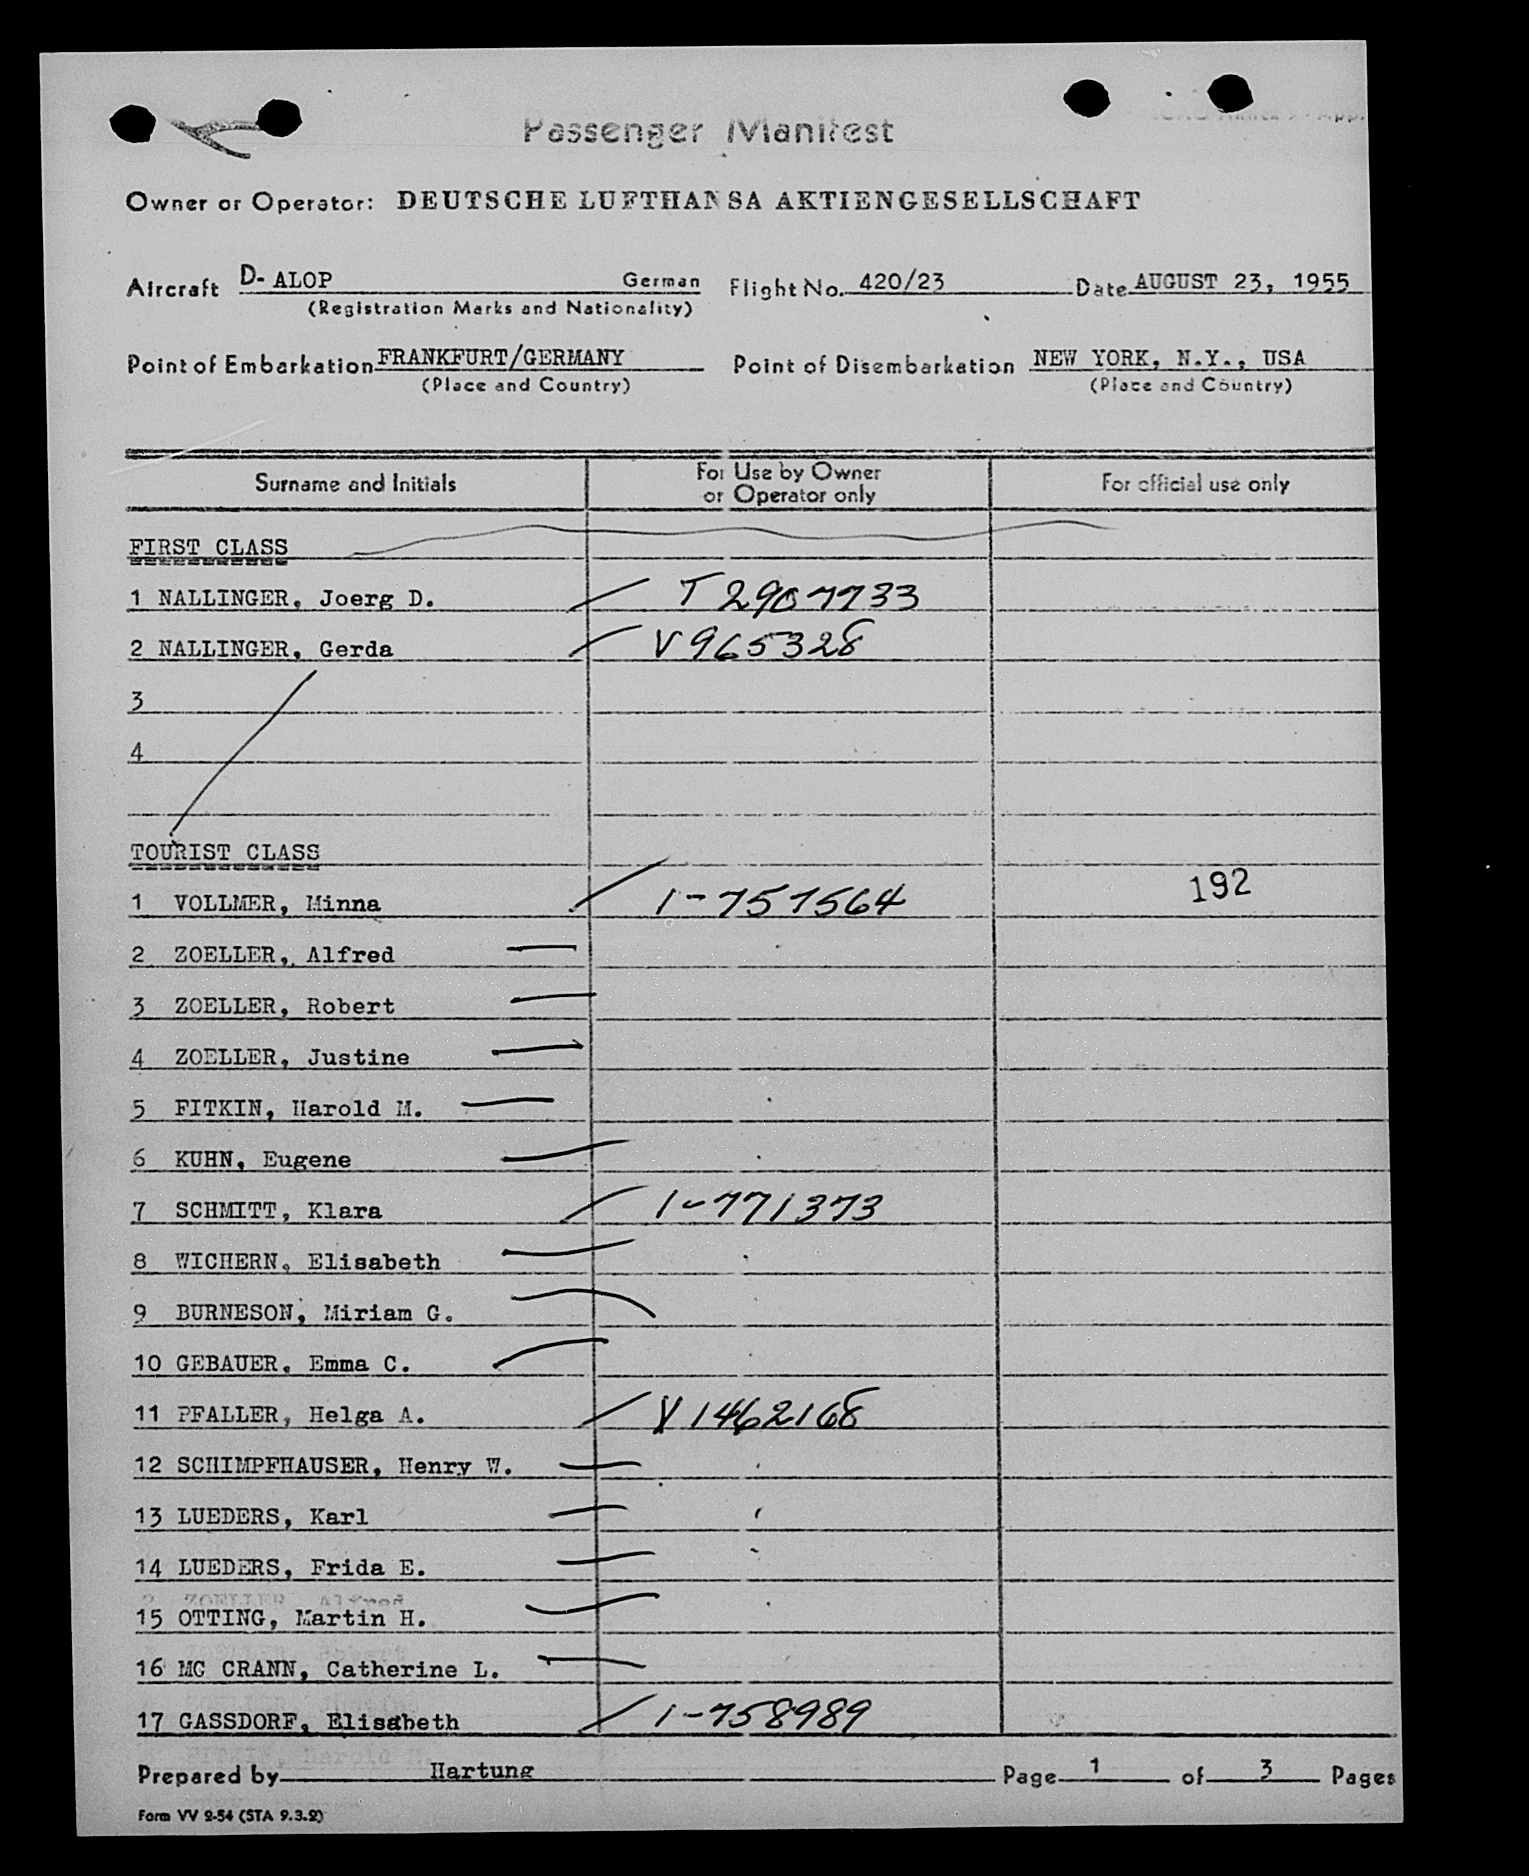 Passenger Manifest
Owner or Operator: DEUTSCHE LUFTHANSA AKTIENGESELLSCHAFT
Aircraft D-ALOP German Flight No. 420/23 Date AUGUST 23, 1955
(Registration Marks and Nationality)
Point of Embarkation FRANKFURT/GERMANY Point of Disembarkation NEW YORK, N.Y., USA
(Place and Country) (Place and Country)
Surname and Initials For Use by Owner or Operator only For official use only
FIRST CLASS
1 NALLINGER, Joerg D. T 2907733
2 NALLINGER, Gerda V 965328
3
4
TOURIST CLASS
1 VOLLMER, Minna 1-757564 192
2 ZOELLER, Alfred
3 ZOELLER, Robert
4 ZOELLER, Justine
5 FITKIN, Harold M.
6 KUHN, Eugene
7 SCHMITT, Klara 1-771373
8 WICHERN, Elisabeth
9 BURNESON, Miriam G.
10 GEBAUER, Emma C.
11 PFALLER, Helga A. V 1462168
12 SCHIMPFHAUSER, Henry W.
13 LUEDERS, Karl
14 LUEDERS, Frida E.
15 OTTING, Martin H.
16 MC CRANN, Catherine L.
17 GASSDORF, Elisabeth 1-758989
Prepared by Hartung Page 1 of 3 Pages
Form VV 2-54 (STA 9.3.2)